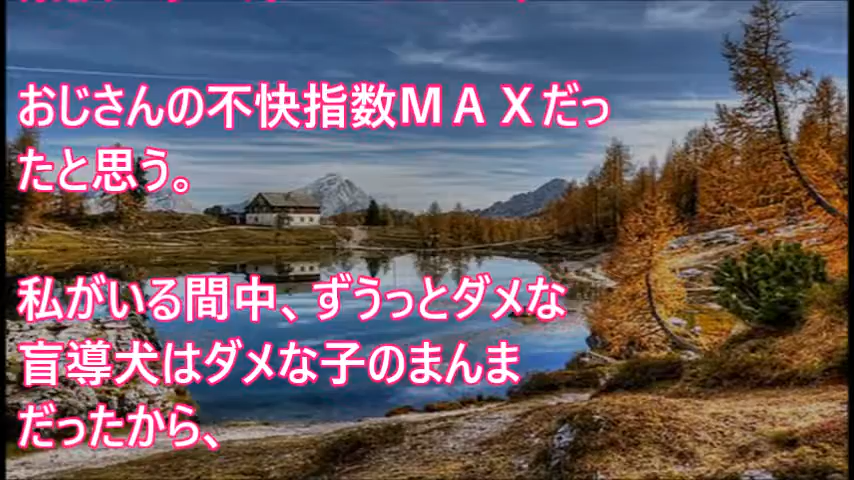 おじさんの不快指数ＭＡＸだっ
たと思う。
私がいる間中、ずうっとダメな
盲導犬はダメな子のまんま
だったから、